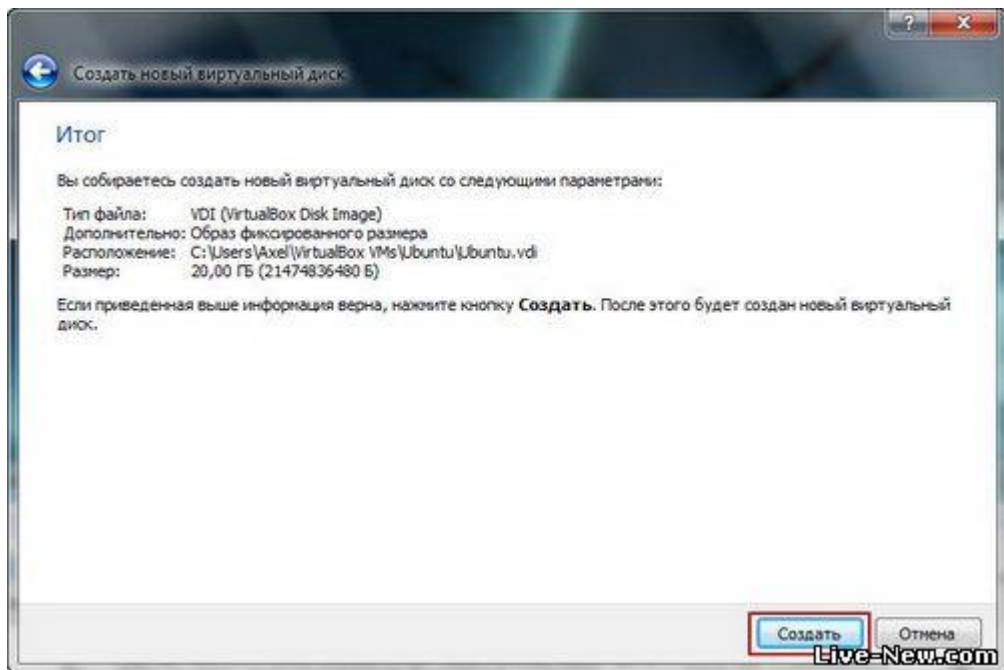 Создать новый виртуальный диск
Итог
Вы собираетесь создать новый виртуальный диск со следующими параметрами:
Тип файла: VDI (VirtualBox Disk Image)
Дополнительно: Образ фиксированного размера
Расположение: C:\Users\Axel\VirtualBox VMs\Ubuntu\Ubuntu.vdi
Размер: 20,00 ГБ (21474836480 Б)
Если приведенная выше информация верна, нажмите кнопку Создать. После этого будет создан новый виртуальный
диск.
Создать Отмена
Live-New.com